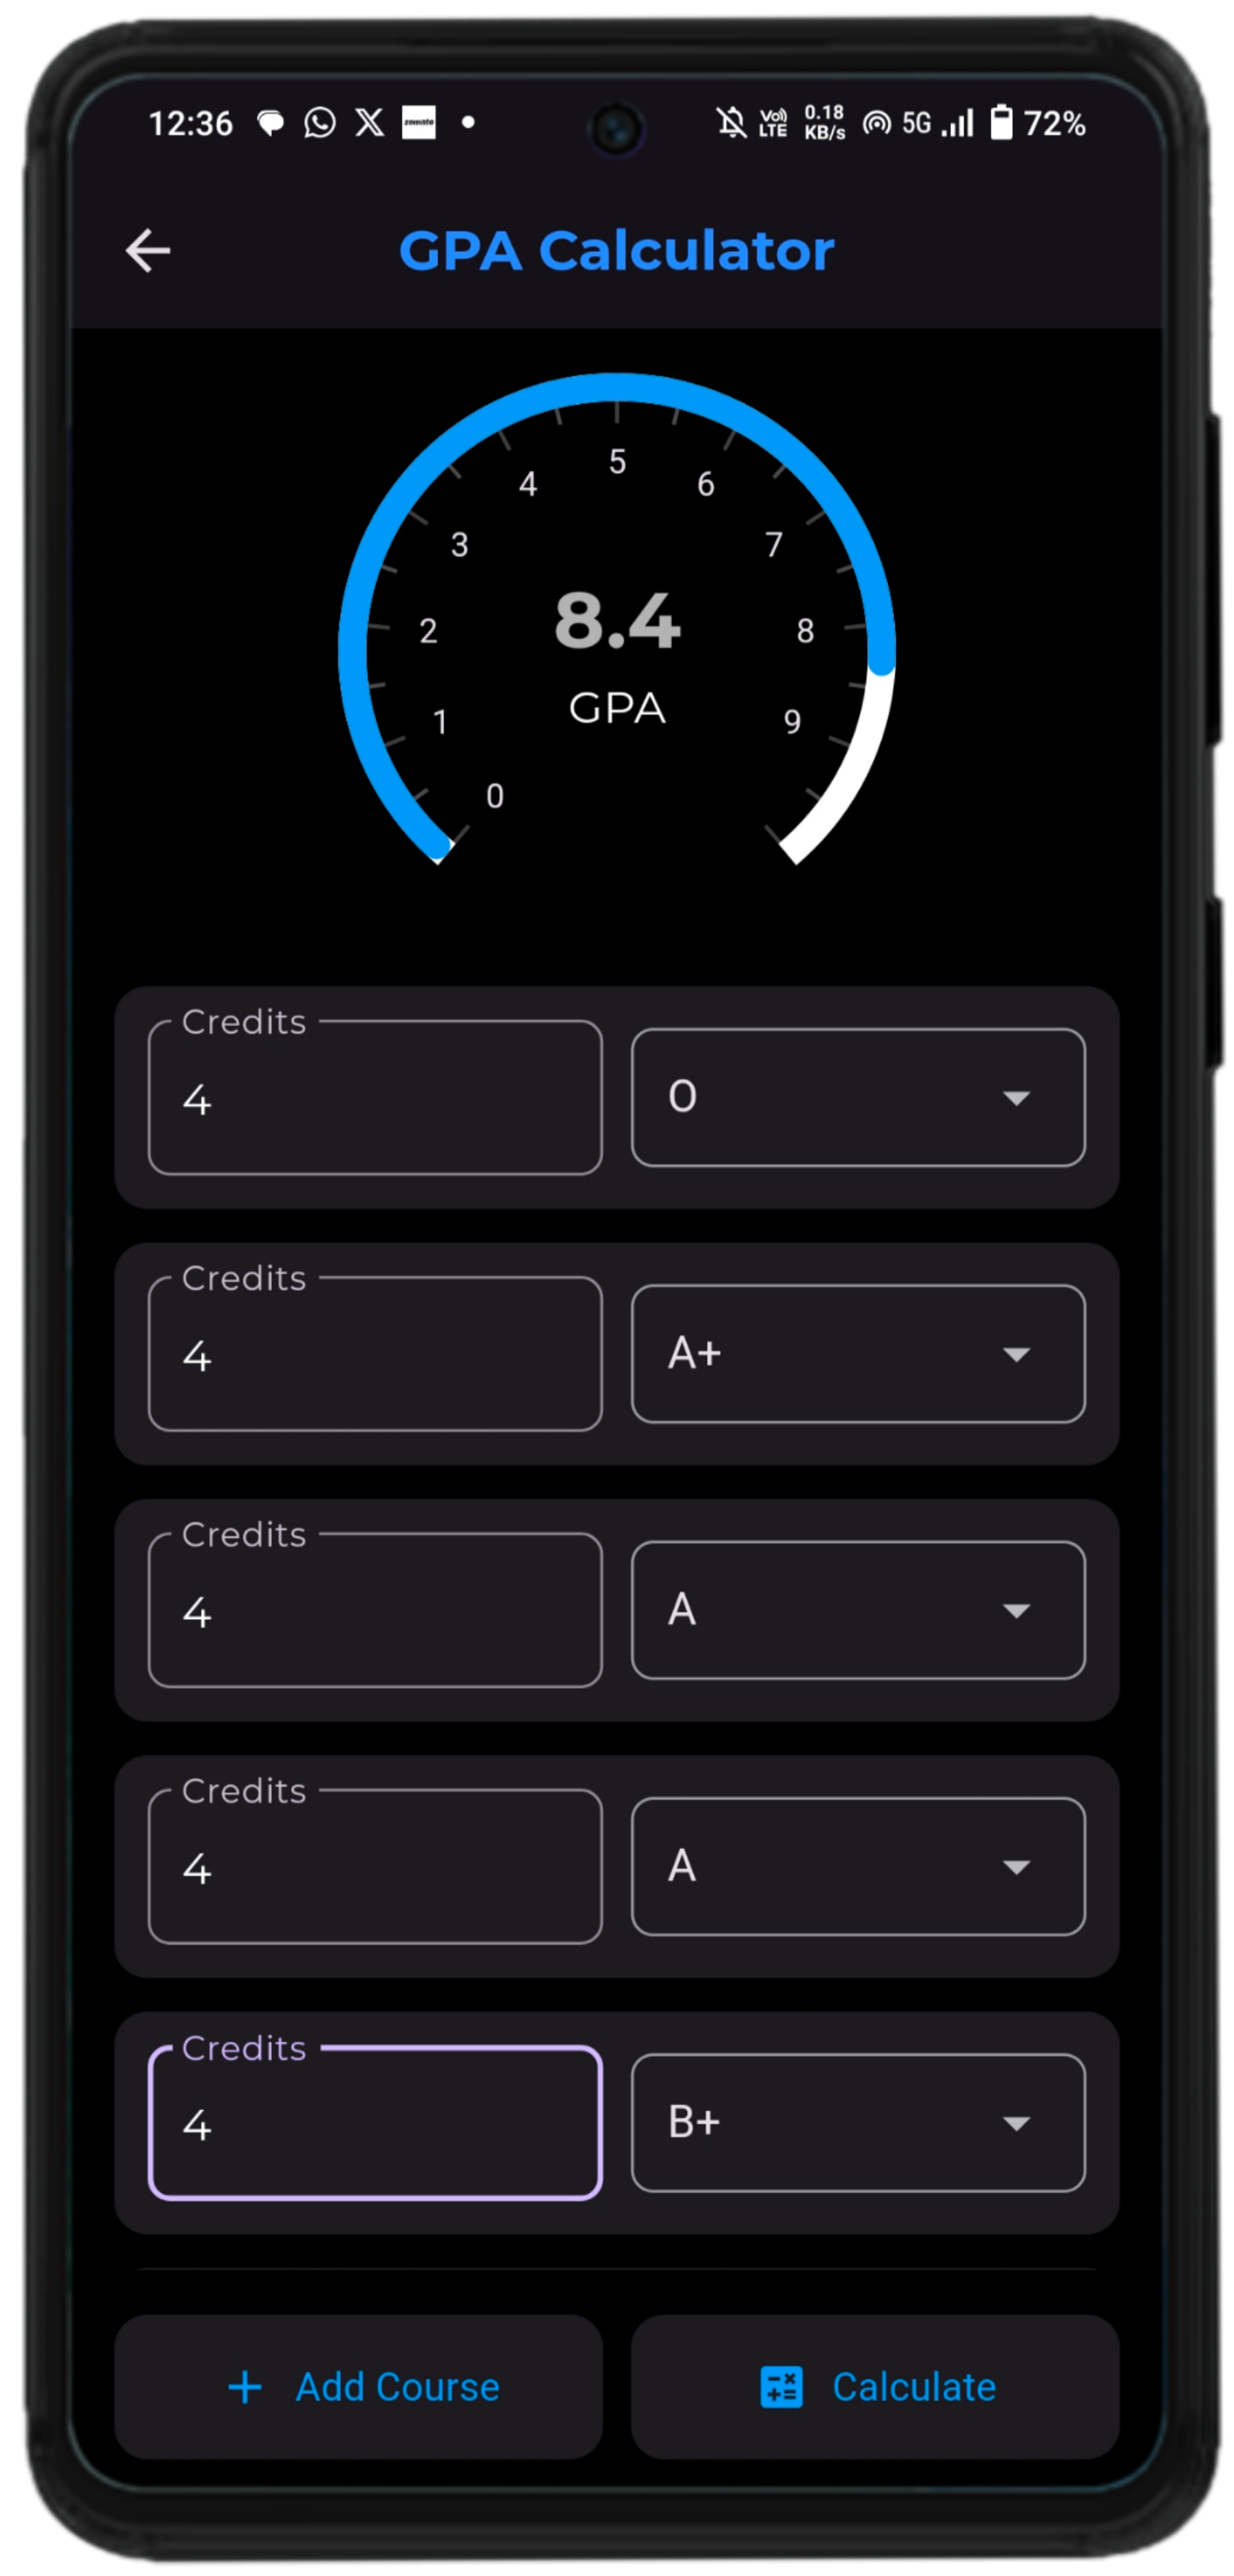 12:36 zomato Vo)) LTE 0.18 KB/s 5G 72%
GPA Calculator
0 1 2 3 4 5 6 7 8 9
8.4
GPA
Credits
4 O
Credits
4 A+
Credits
4 A
Credits
4 A
Credits
4 B+
+ Add Course Calculate